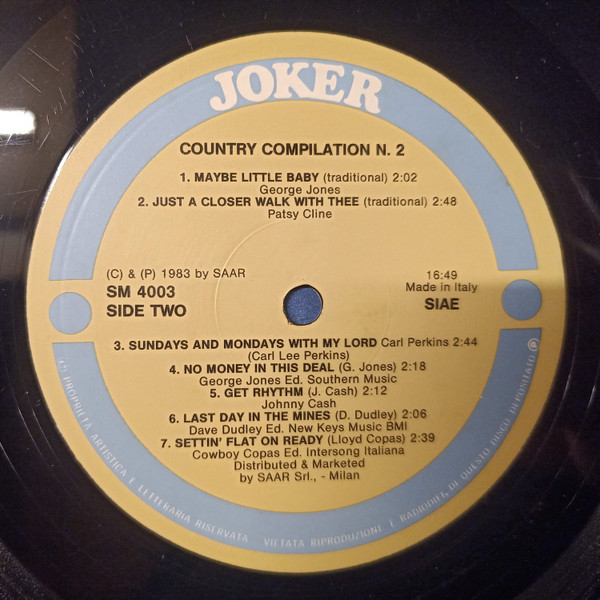 JOKER
COUNTRY COMPILATION N. 2
1. MAYBE LITTLE BABY (traditional) 2:02
George Jones
2. JUST A CLOSER WALK WITH THEE (traditional) 2:48
Patsy Cline
(C) & (P) 1983 by SAAR
SM 4003
SIDE TWO
16:49
Made in Italy
SIAE
3. SUNDAYS AND MONDAYS WITH MY LORD Carl Perkins 2:44
(Carl Lee Perkins)
4. NO MONEY IN THIS DEAL (G. Jones) 2:18
George Jones Ed. Southern Music
5. GET RHYTHM (J. Cash) 2:12
Johnny Cash
6. LAST DAY IN THE MINES (D. Dudley) 2:06
Dave Dudley Ed. New Keys Music BMI
7. SETTIN' FLAT ON READY (Lloyd Copas) 2:39
Cowboy Copas Ed. Intersong Italiana
Distributed & Marketed
by SAAR Srl., - Milan
PROPRIETA ARTISTICA E LETTERARIA RISERVATA - VIETATA RIPRODUZIONE E RADIODIF. DI QUESTO DISCO DEPOSITATO